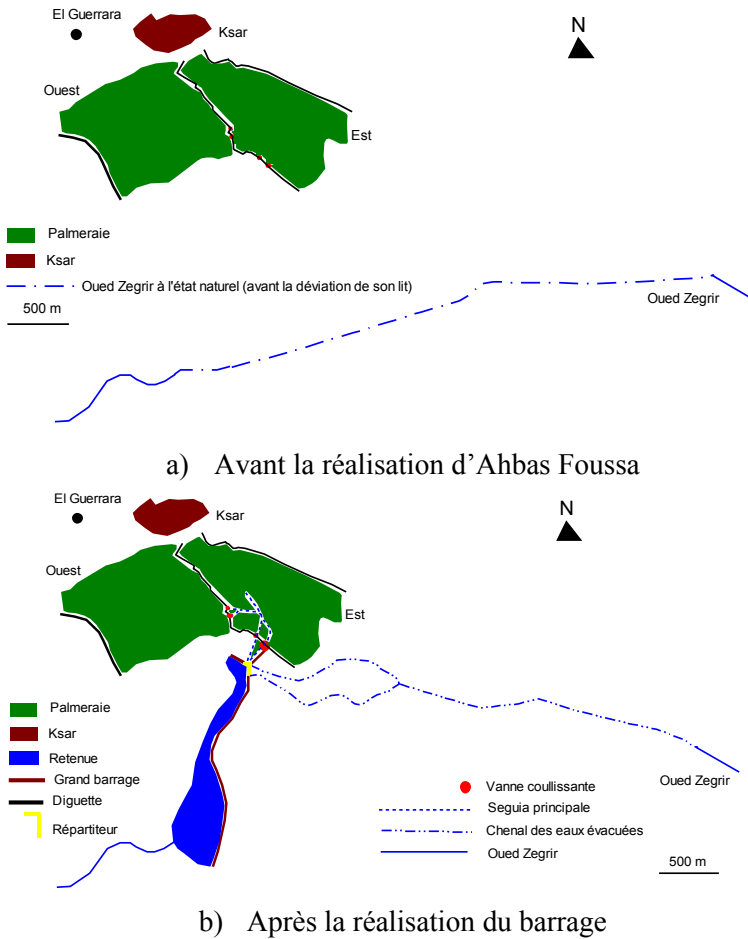 El Guerrara
Ksar
N
Ouest
Est
Palmeraie
Ksar
Oued Zegrir à l'état naturel (avant la déviation de son lit)
Oued Zegrir
500 m
a) Avant la réalisation d’Ahbas Foussa
El Guerrara
Ksar
N
Ouest
Est
Palmeraie
Ksar
Retenue
Grand barrage
Diguette
Répartiteur
Oued Zegrir
Vanne coullissante
Seguia principale
Chenal des eaux évacuées
Oued Zegrir
500 m
b) Après la réalisation du barrage